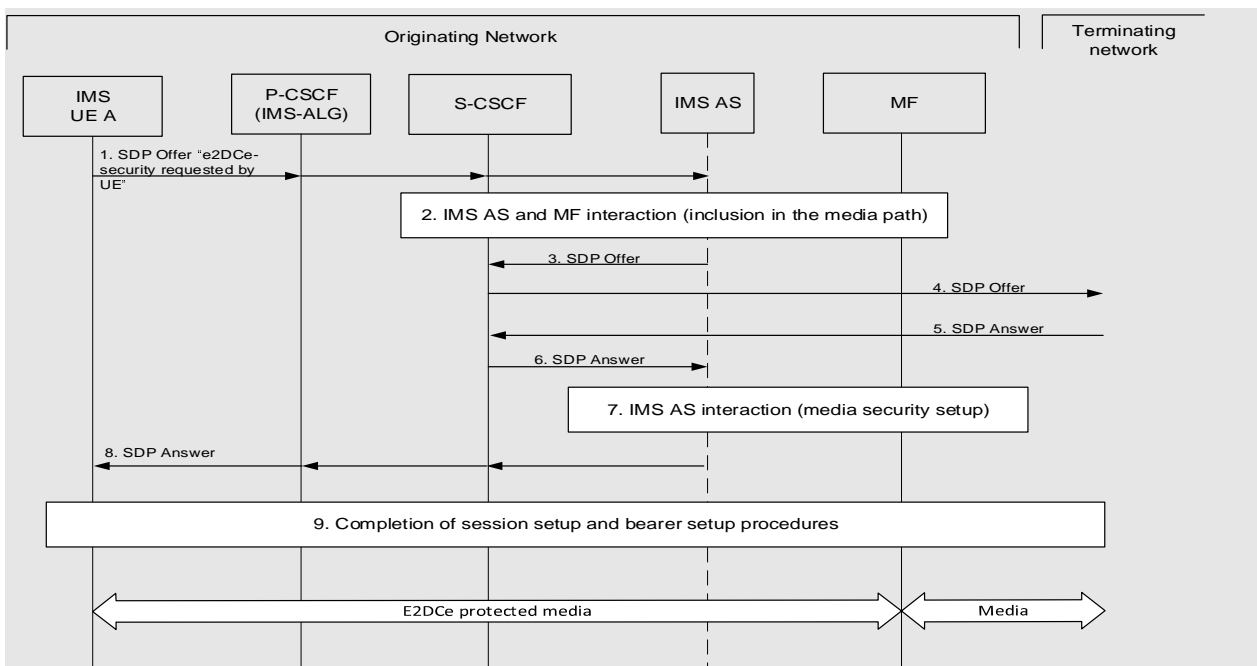 Originating Network
Terminating
network
IMS
UE A
P-CSCF
(IMS-ALG)
S-CSCF
IMS AS
MF
1. SDP Offer “e2DCe-
security requested by
UE”
2. IMS AS and MF interaction (inclusion in the media path)
3. SDP Offer
4. SDP Offer
5. SDP Answer
6. SDP Answer
7. IMS AS interaction (media security setup)
8. SDP Answer
9. Completion of session setup and bearer setup procedures
E2DCe protected media
Media